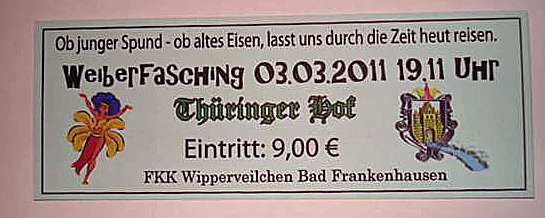 Ob junger Spund - ob altes Eisen, lasst uns durch die Zeit heut reisen.
WeiberFasching 03.03.2011 19.11 Uhr
Thüringer Hof
Eintritt: 9,00 €
FKK Wipperveilchen Bad Frankenhausen